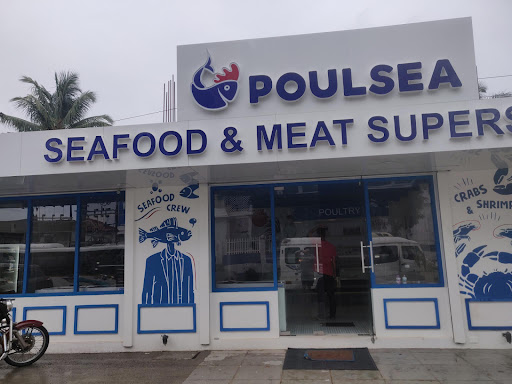 POULSEA
SEAFOOD & MEAT SUPERS
SEAFOOD
CREW
POULTRY
CRABS
& SHRIMP